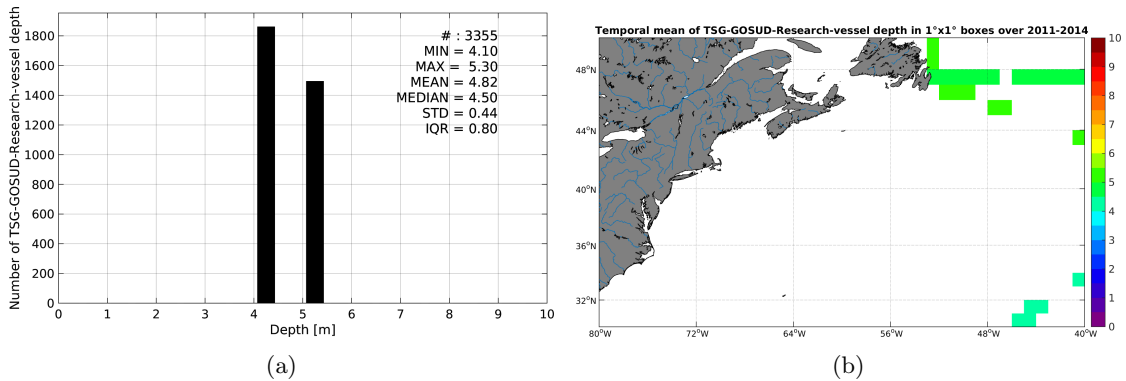 Number of TSG-GOSUD-Research-vessel depth
1800
1600
1400
1200
1000
800
600
400
200
0
# : 3355
MIN = 4.10
MAX = 5.30
MEAN = 4.82
MEDIAN = 4.50
STD = 0.44
IQR = 0.80
0 1 2 3 4 5 6 7 8 9 10
Depth [m]
(a)
Temporal mean of TSG-GOSUD-Research-vessel depth in 1°x1° boxes over 2011-2014
48°N
44°N
40°N
36°N
32°N
80°W 72°W 64°W 56°W 48°W 40°W
10
9
8
7
6
5
4
3
2
1
0
(b)